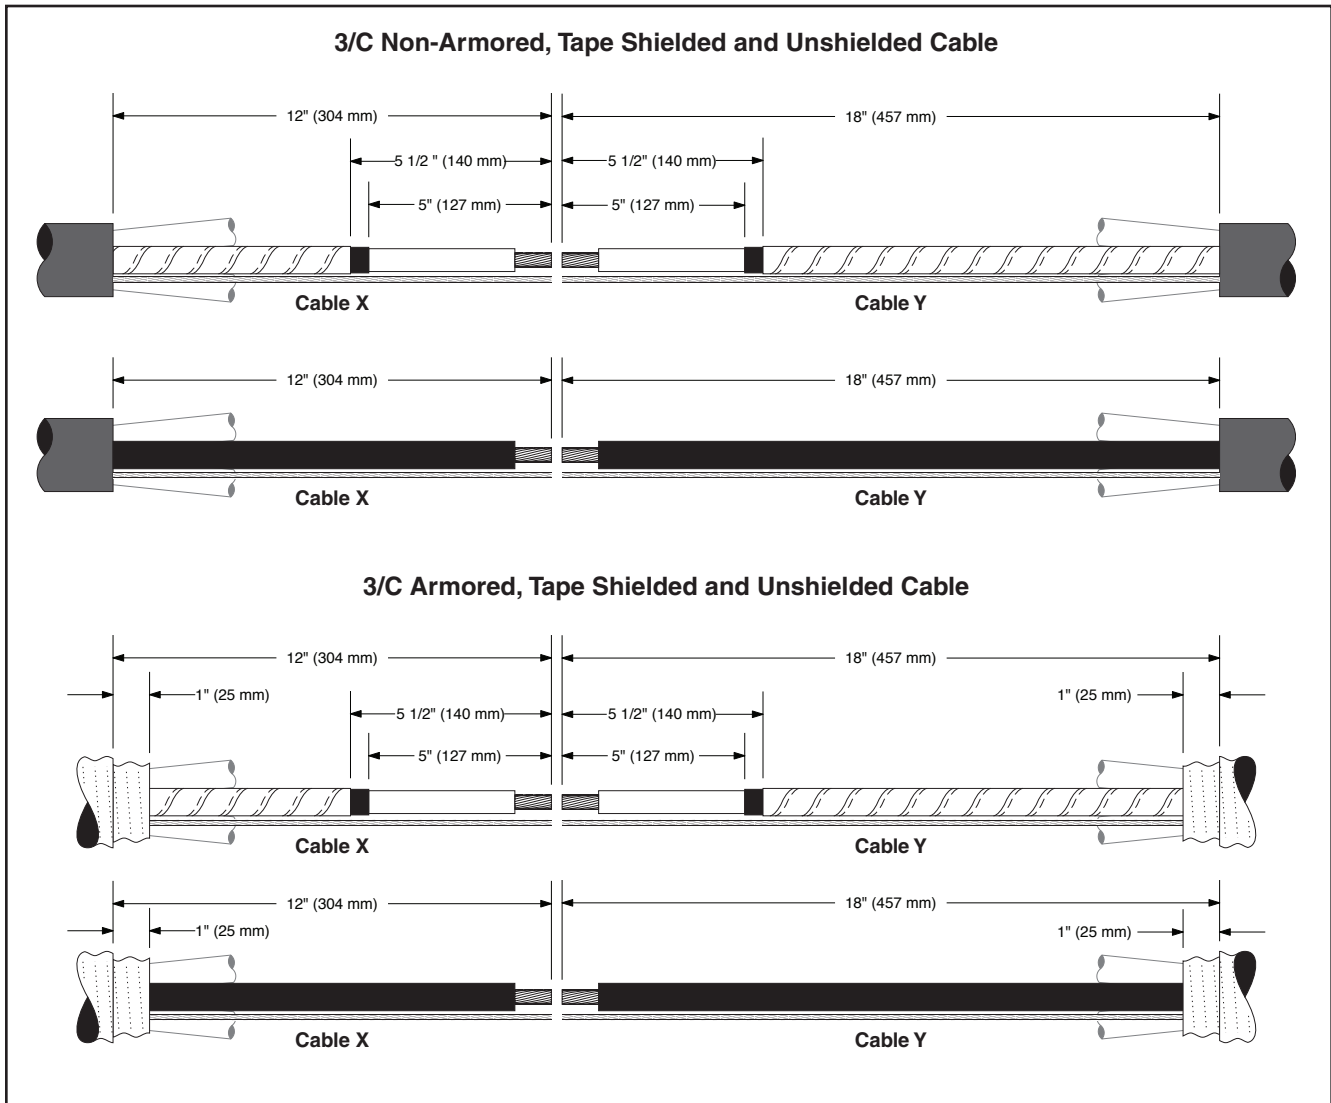 3/C Non-Armored, Tape Shielded and Unshielded Cable
12" (304 mm) 18" (457 mm)
5 1/2 " (140 mm) 5 1/2" (140 mm)
5" (127 mm) 5" (127 mm)
Cable X Cable Y
12" (304 mm) 18" (457 mm)
Cable X Cable Y
3/C Armored, Tape Shielded and Unshielded Cable
12" (304 mm) 18" (457 mm)
1" (25 mm) 1" (25 mm)
5 1/2" (140 mm) 5 1/2" (140 mm)
5" (127 mm) 5" (127 mm)
Cable X Cable Y
12" (304 mm) 18" (457 mm)
1" (25 mm) 1" (25 mm)
Cable X Cable Y